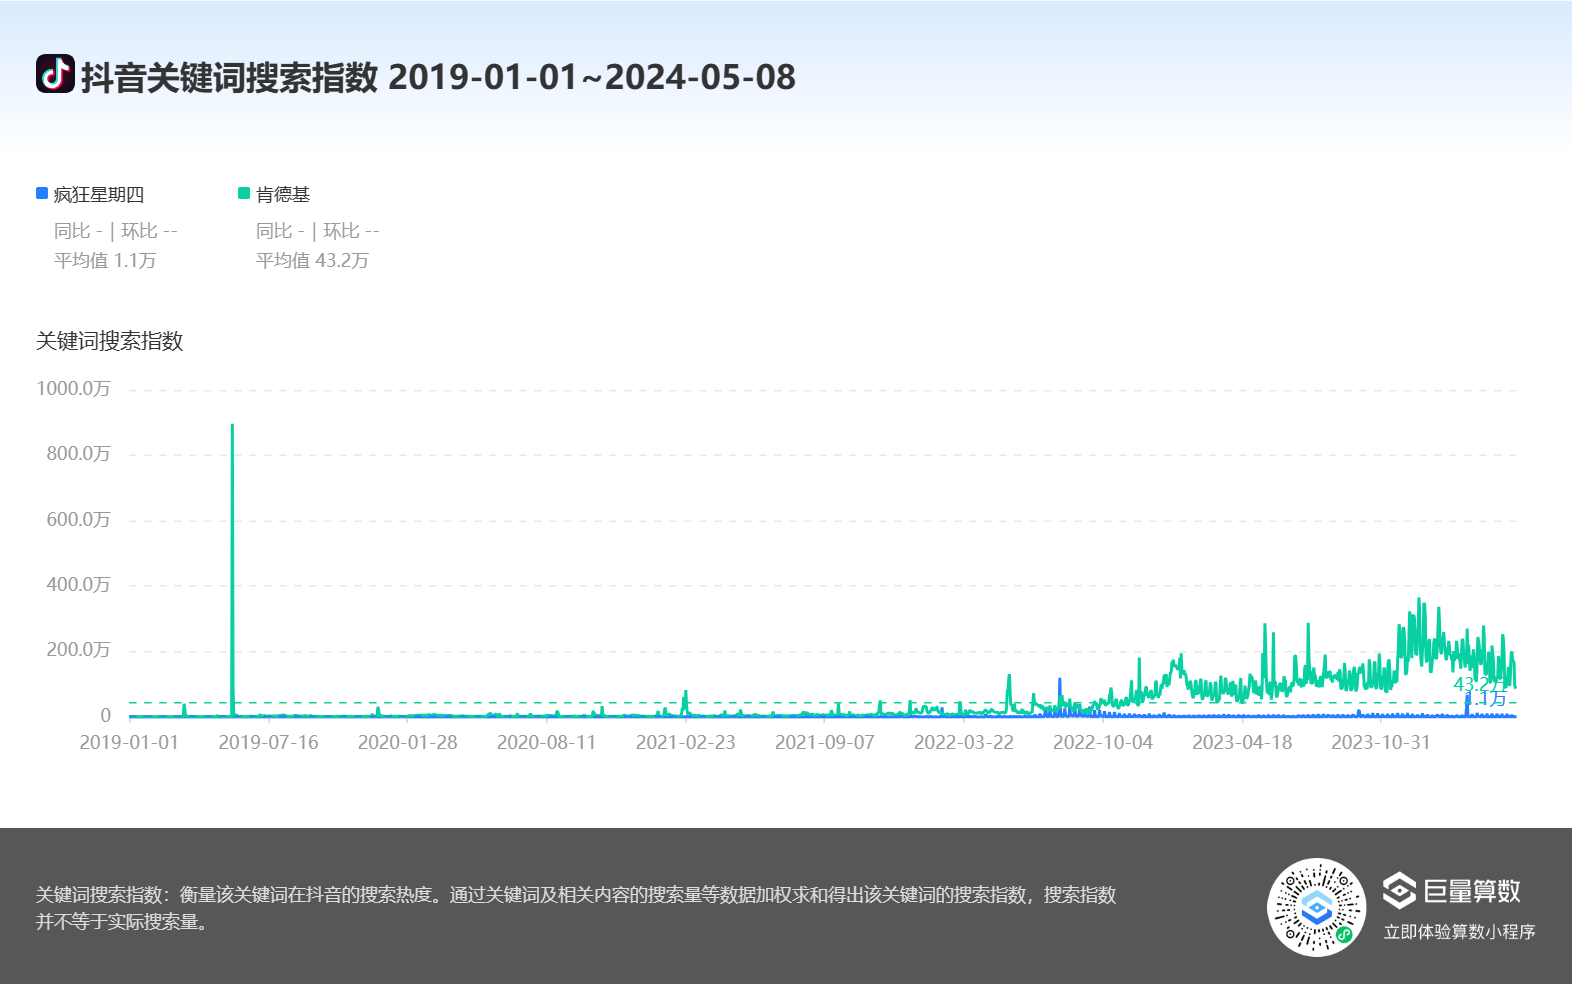 抖音关键词搜索指数 2019-01-01~2024-05-08
疯狂星期四
同比 - | 环比 --
平均值 1.1万
肯德基
同比 - | 环比 --
平均值 43.2万
关键词搜索指数
1000.0万
800.0万
600.0万
400.0万
200.0万
0
43.2万
1.1万
2019-01-01 2019-07-16 2020-01-28 2020-08-11 2021-02-23 2021-09-07 2022-03-22 2022-10-04 2023-04-18 2023-10-31
关键词搜索指数：衡量该关键词在抖音的搜索热度。通过关键词及相关内容的搜索量等数据加权求和得出该关键词的搜索指数，搜索指数
并不等于实际搜索量。
巨量算数
立即体验算数小程序